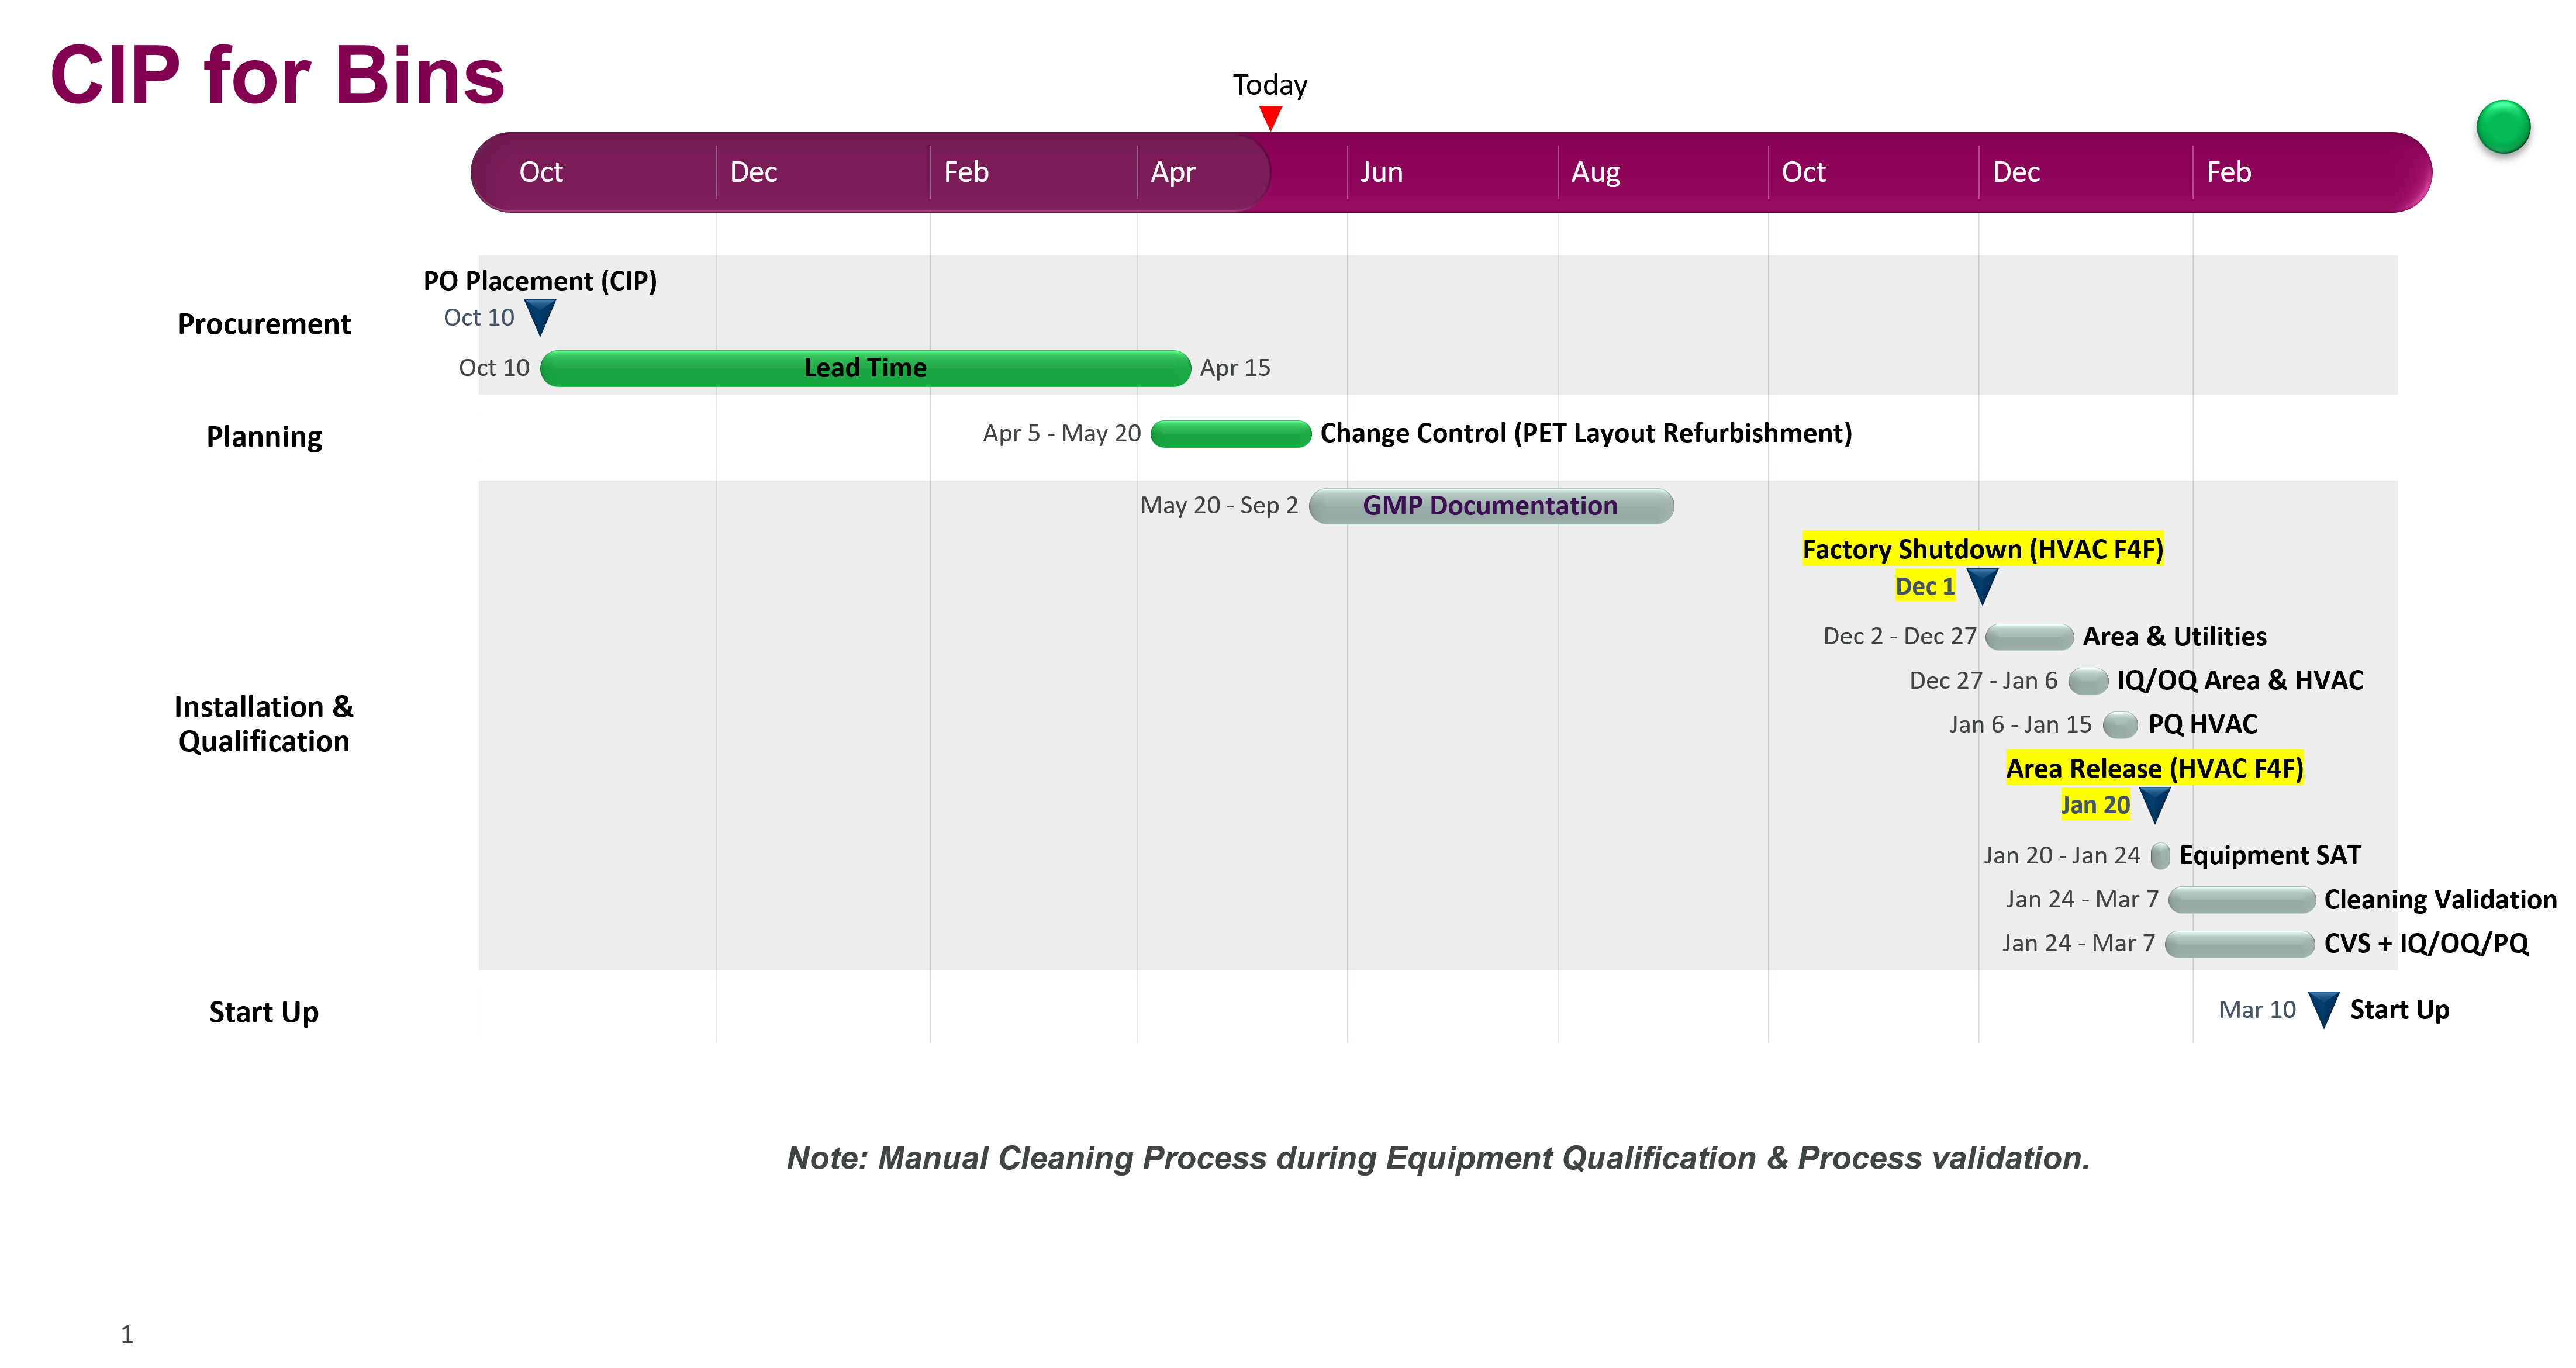 CIP for Bins
Today
Oct
Dec
Feb
Apr
Jun
Aug
Oct
Dec
Feb
Procurement
PO Placement (CIP)
Oct 10
Oct 10
Lead Time
Apr 15
Planning
Apr 5 - May 20
Change Control (PET Layout Refurbishment)
Installation &
Qualification
May 20 - Sep 2
GMP Documentation
Factory Shutdown (HVAC F4F)
Dec 1
Dec 2 - Dec 27
Area & Utilities
Dec 27 - Jan 6
IQ/OQ Area & HVAC
Jan 6 - Jan 15
PQ HVAC
Area Release (HVAC F4F)
Jan 20
Jan 20 - Jan 24
Equipment SAT
Jan 24 - Mar 7
Cleaning Validation
Jan 24 - Mar 7
CVS + IQ/OQ/PQ
Start Up
Mar 10
Start Up
Note: Manual Cleaning Process during Equipment Qualification & Process validation.
1